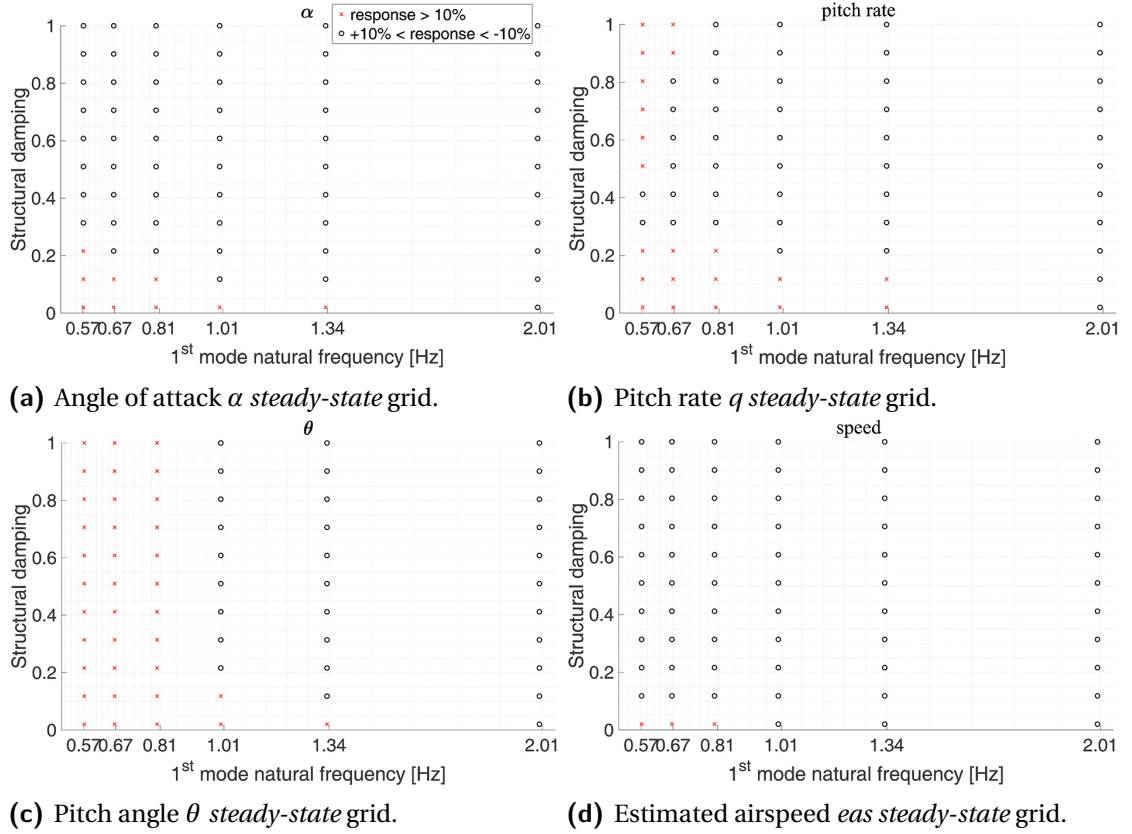 α
× response > 10%
○ +10% < response < -10%
1
0.8
0.6
0.4
0.2
0
Structural damping
0.57 0.67 0.81 1.01 1.34 2.01
1st mode natural frequency [Hz]
(a) Angle of attack α steady-state grid.
pitch rate
1
0.8
0.6
0.4
0.2
0
Structural damping
0.57 0.67 0.81 1.01 1.34 2.01
1st mode natural frequency [Hz]
(b) Pitch rate q steady-state grid.
θ
1
0.8
0.6
0.4
0.2
0
Structural damping
0.57 0.67 0.81 1.01 1.34 2.01
1st mode natural frequency [Hz]
(c) Pitch angle θ steady-state grid.
speed
1
0.8
0.6
0.4
0.2
0
Structural damping
0.57 0.67 0.81 1.01 1.34 2.01
1st mode natural frequency [Hz]
(d) Estimated airspeed eas steady-state grid.